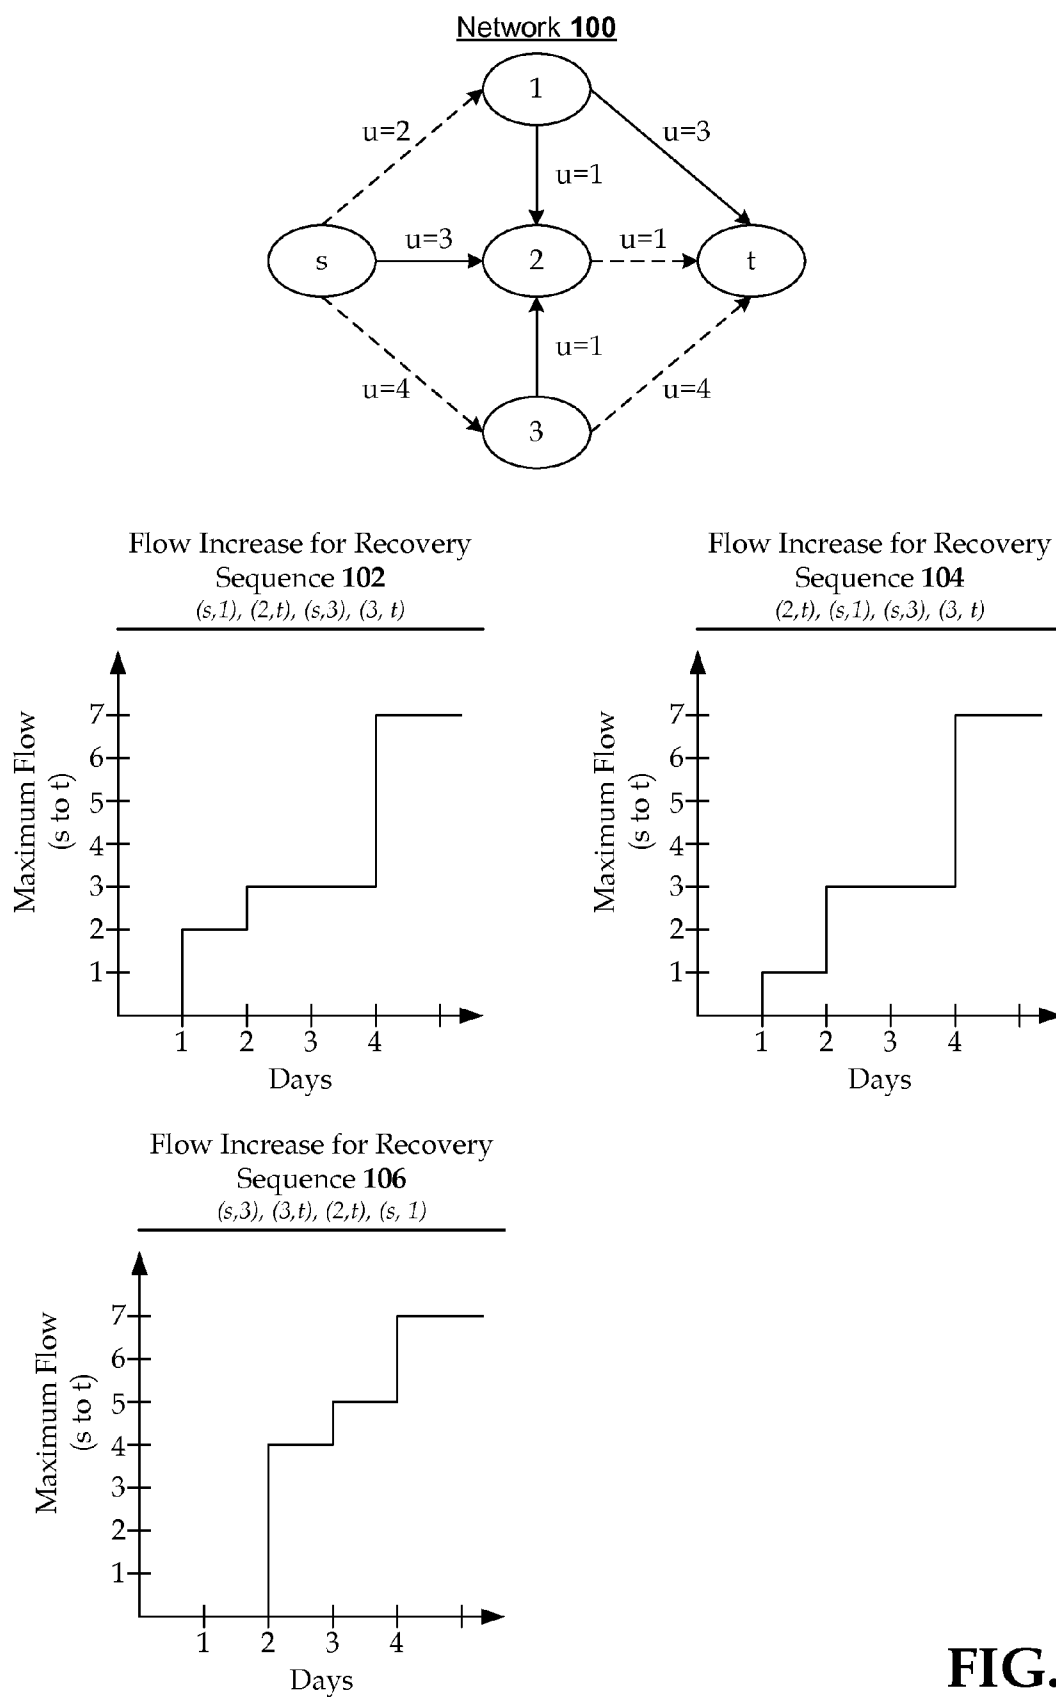 Network 100
1
u=2
u=3
u=1
s
u=3
2
u=1
t
u=1
u=4
u=4
3
Flow Increase for Recovery
Sequence 102
(s,1), (2,t), (s,3), (3, t)
Maximum Flow
(s to t)
7
6
5
4
3
2
1
1 2 3 4
Days
Flow Increase for Recovery
Sequence 104
(2,t), (s,1), (s,3), (3, t)
Maximum Flow
(s to t)
7
6
5
4
3
2
1
1 2 3 4
Days
Flow Increase for Recovery
Sequence 106
(s,3), (3,t), (2,t), (s, 1)
Maximum Flow
(s to t)
7
6
5
4
3
2
1
1 2 3 4
Days
FIG.